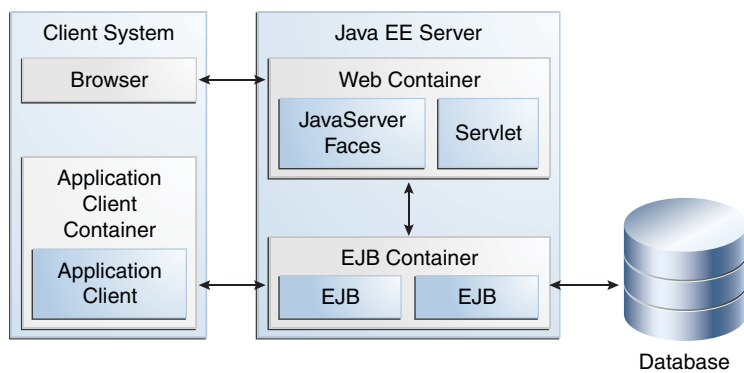 Client System
Browser
Application
Client
Container
Application
Client
Java EE Server
Web Container
JavaServer
Faces
Servlet
EJB Container
EJB
EJB
Database